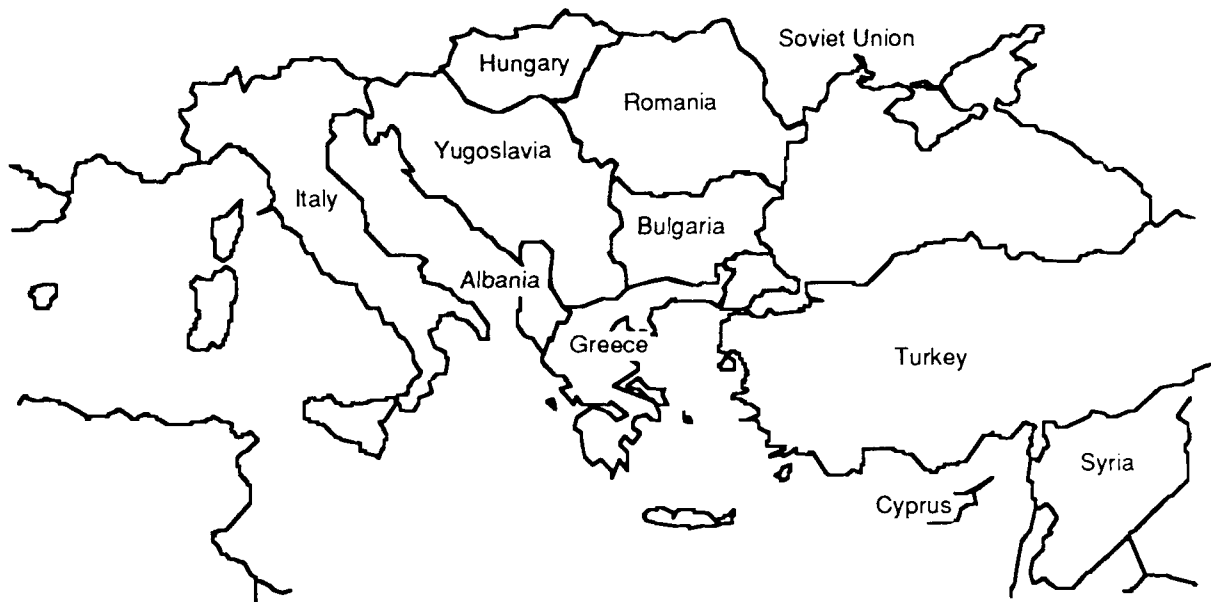 Soviet Union
Hungary
Romania
Yugoslavia
Italy
Bulgaria
Albania
Greece
Turkey
Syria
Cyprus